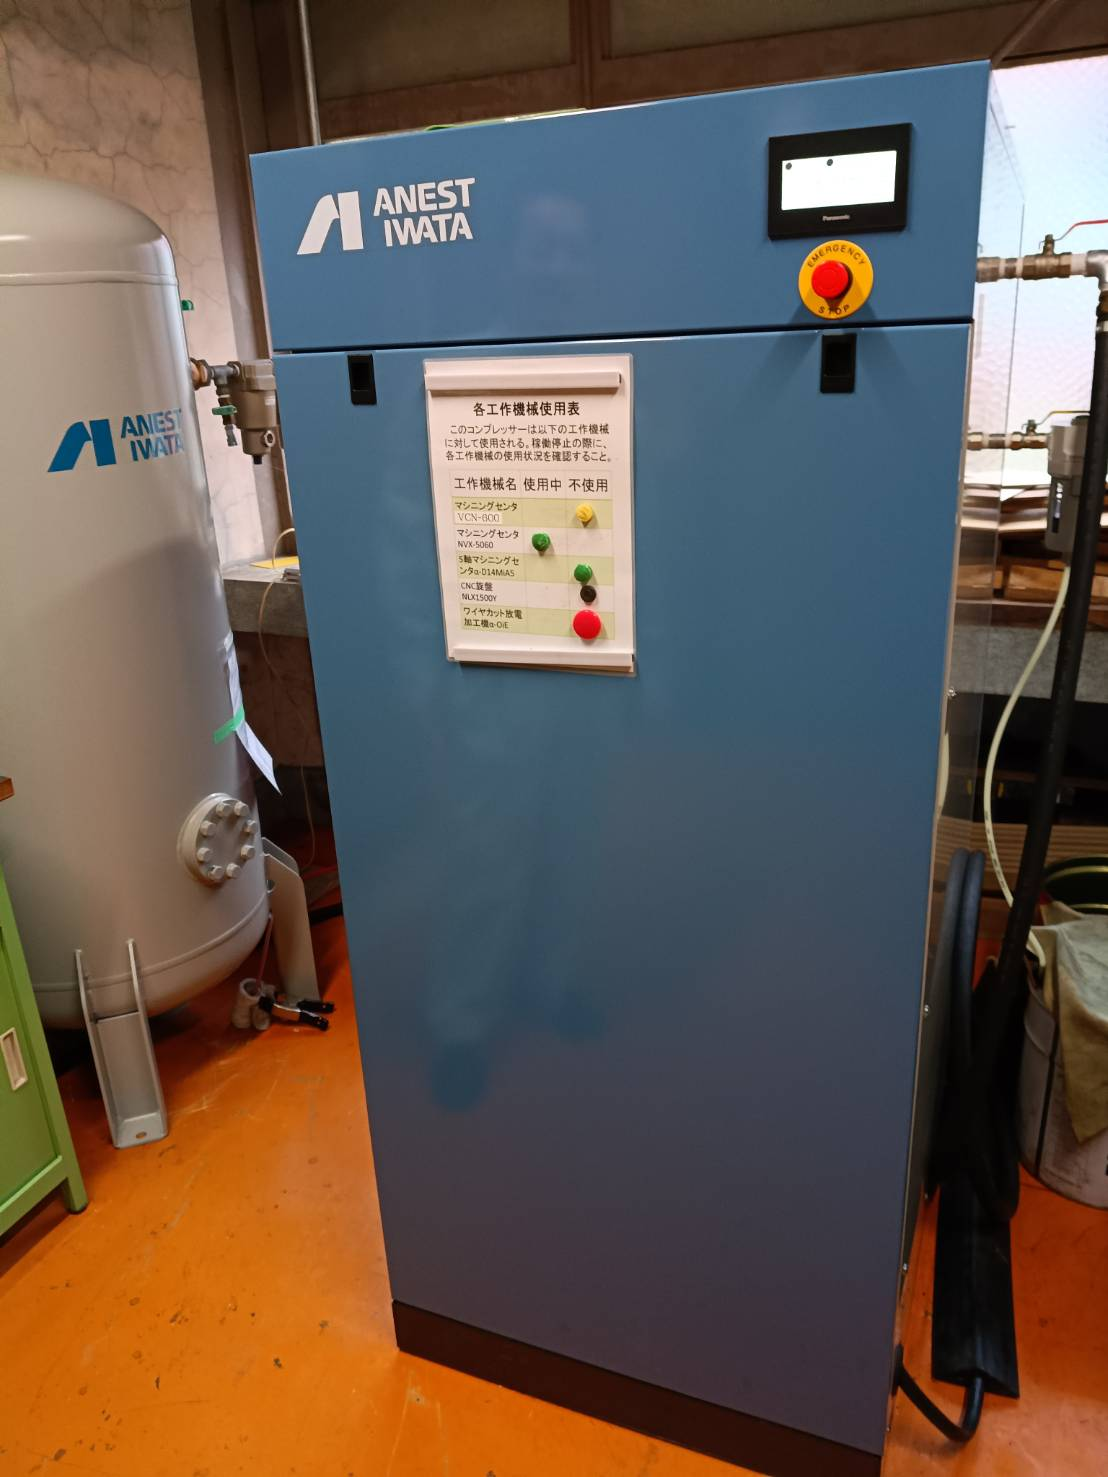 ANEST
IWATA
Panasonic
EMERGENCY
STOP
ANEST
IWATA
各工作機械使用表
このコンプレッサーは以下の工作機械
に対して使用される。稼働停止の際に、
各工作機械の使用状況を確認すること。
工作機械名 使用中 不使用
マシニングセンタ
VCN-600
マシニングセンタ
NVX-5060
5軸マシニングセ
ンタα-D14MiA5
CNC旋盤
NLX1500Y
ワイヤカット放電
加工機α-OiE